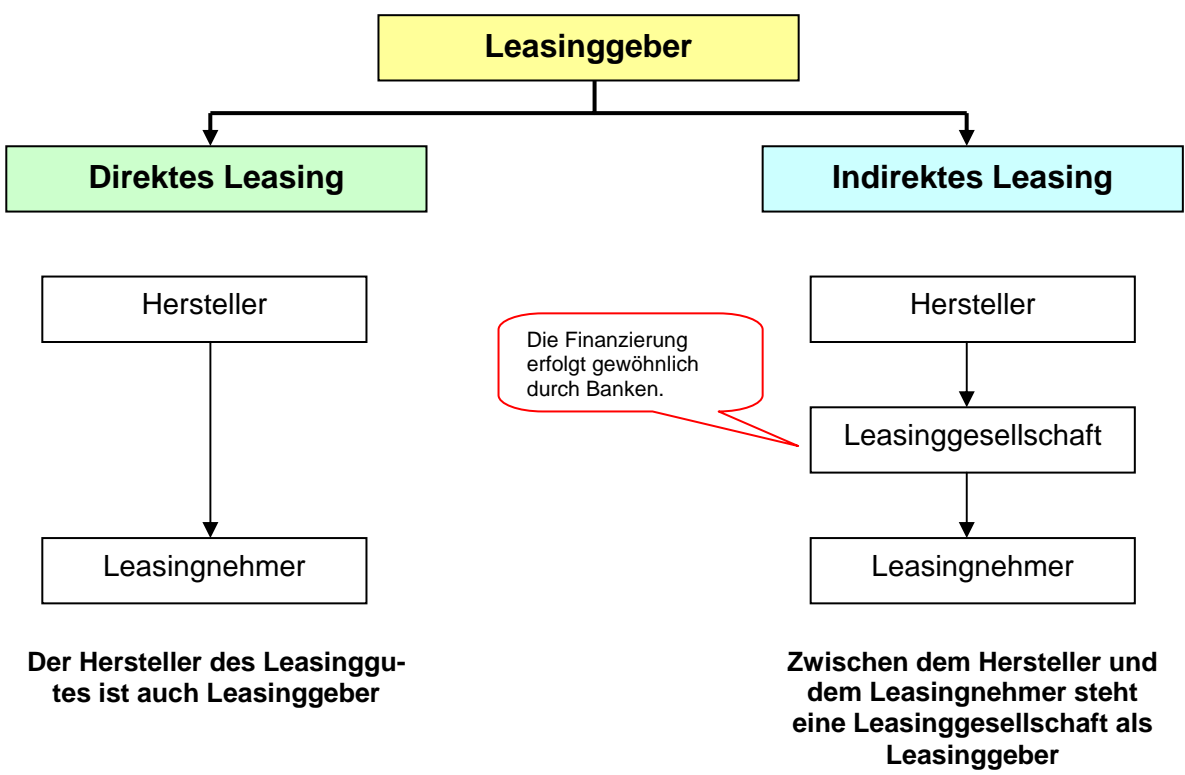 Leasinggeber
Direktes Leasing
Indirektes Leasing
Hersteller
Hersteller
Die Finanzierung
erfolgt gewöhnlich
durch Banken.
Leasinggesellschaft
Leasingnehmer
Leasingnehmer
Der Hersteller des Leasinggu-
tes ist auch Leasinggeber
Zwischen dem Hersteller und
dem Leasingnehmer steht
eine Leasinggesellschaft als
Leasinggeber